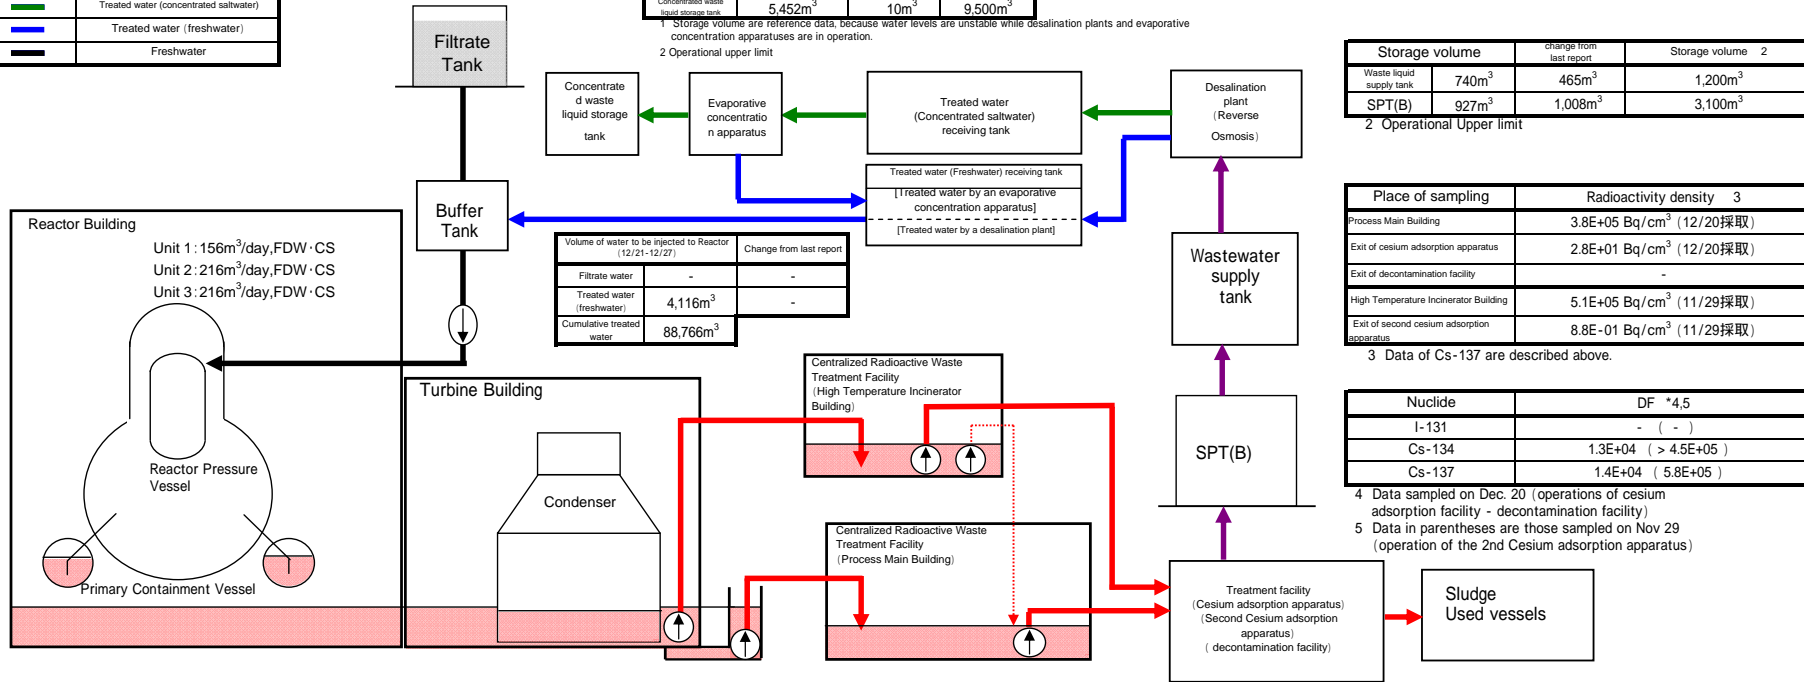 Treated water (concentrated saltwater)
Treated water (freshwater)
Freshwater
Concentrated waste
liquid storage tank
5,452m³ 10m³ 9,500m³
1 Storage volume are reference data, because water levels are unstable while desalination plants and evaporative
concentration apparatuses are in operation.
2 Operational upper limit
Filtrate
Tank
Concentrate
d waste
liquid storage
tank
Evaporative
concentratio
n apparatus
Treated water
(Concentrated saltwater)
receiving tank
Desalination
plant
(Reverse
Osmosis)
Treated water (Freshwater) receiving tank
[Treated water by an evaporative
concentration apparatus]
[Treated water by a desalination plant]
Buffer
Tank
Storage volume change from
last report Storage volume 2
Waste liquid
supply tank 740m³ 465m³ 1,200m³
SPT(B) 927m³ 1,008m³ 3,100m³
2 Operational Upper limit
Place of sampling Radioactivity density 3
Process Main Building 3.8E+05 Bq/cm³ (12/20採取)
Exit of cesium adsorption apparatus 2.8E+01 Bq/cm³ (12/20採取)
Exit of decontamination facility -
High Temperature Incinerator Building 5.1E+05 Bq/cm³ (11/29採取)
Exit of second cesium adsorption
apparatus 8.8E-01 Bq/cm³ (11/29採取)
3 Data of Cs-137 are described above.
Nuclide DF *4,5
I-131 - ( - )
Cs-134 1.3E+04 ( > 4.5E+05 )
Cs-137 1.4E+04 ( 5.8E+05 )
4 Data sampled on Dec. 20 (operations of cesium
adsorption facility - decontamination facility)
5 Data in parentheses are those sampled on Nov 29
(operation of the 2nd Cesium adsorption apparatus)
Reactor Building
Unit 1:156m³/day,FDW·CS
Unit 2:216m³/day,FDW·CS
Unit 3:216m³/day,FDW·CS
Reactor Pressure
Vessel
Primary Containment Vessel
Volume of water to be injected to Reactor
(12/21-12/27) Change from last report
Filtrate water - -
Treated water
(freshwater) 4,116m³ -
Cumulative treated
water 88,766m³
Turbine Building
Condenser
Centralized Radioactive Waste
Treatment Facility
(High Temperature Incinerator
Building)
Centralized Radioactive Waste
Treatment Facility
(Process Main Building)
Wastewater
supply
tank
SPT(B)
Treatment facility
(Cesium adsorption apparatus)
(Second Cesium adsorption
apparatus)
( decontamination facility)
Sludge
Used vessels